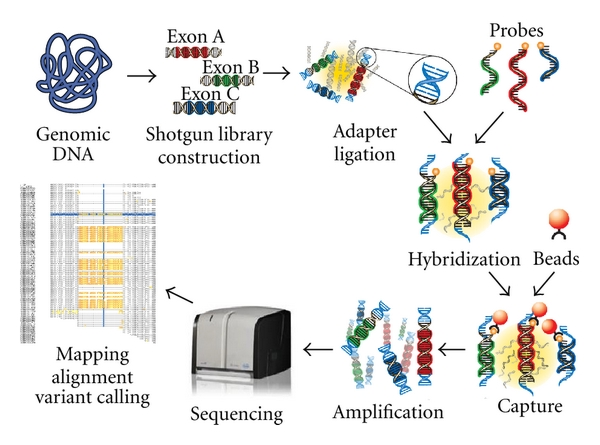 Exon A
Exon B
Exon C
Genomic
DNA
Shotgun library
construction
Adapter
ligation
Probes
Hybridization
Beads
Capture
Amplification
Sequencing
Mapping
alignment
variant calling